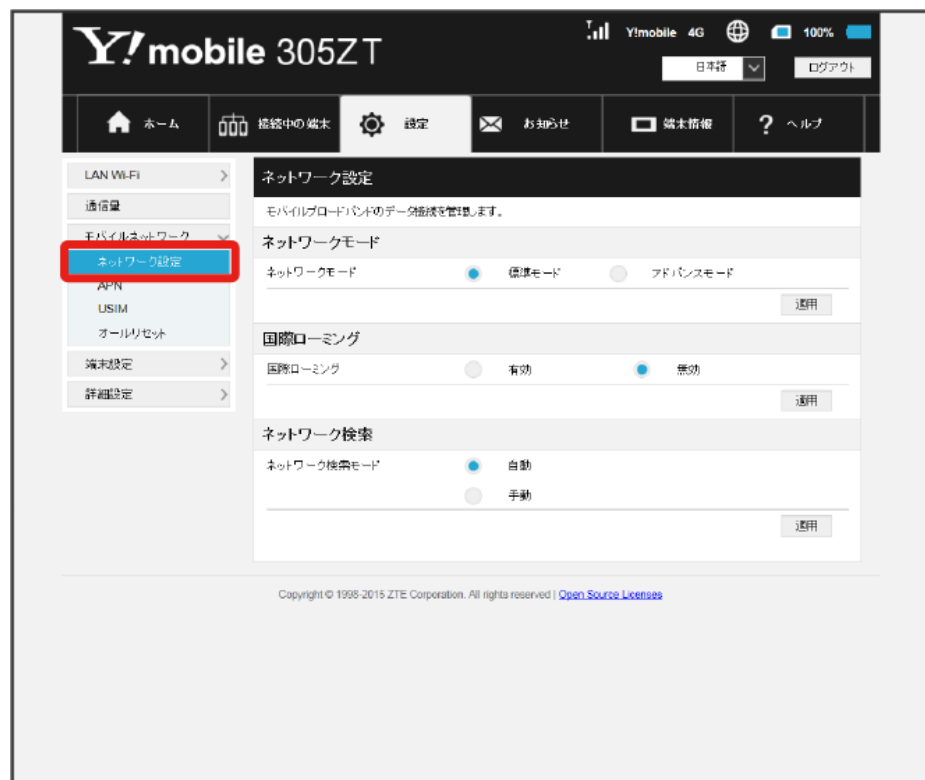 Y! mobile 305ZT
Y!mobile 4G 100%
日本語 ログアウト
ホーム 接続中の端末 設定 お知らせ 端末情報 ? ヘルプ
LAN Wi-Fi
通信量
モバイルネットワーク
ネットワーク設定
APN
USIM
オールリセット
端末設定
詳細設定
ネットワーク設定
モバイルブロードバンドのデータ接続を管理します。
ネットワークモード
ネットワークモード 標準モード アドバンスモード
適用
国際ローミング
国際ローミング 有効 無効
適用
ネットワーク検索
ネットワーク検索モード 自動
手動
適用
Copyright © 1998-2015 ZTE Corporation. All rights reserved | Open Source Licenses